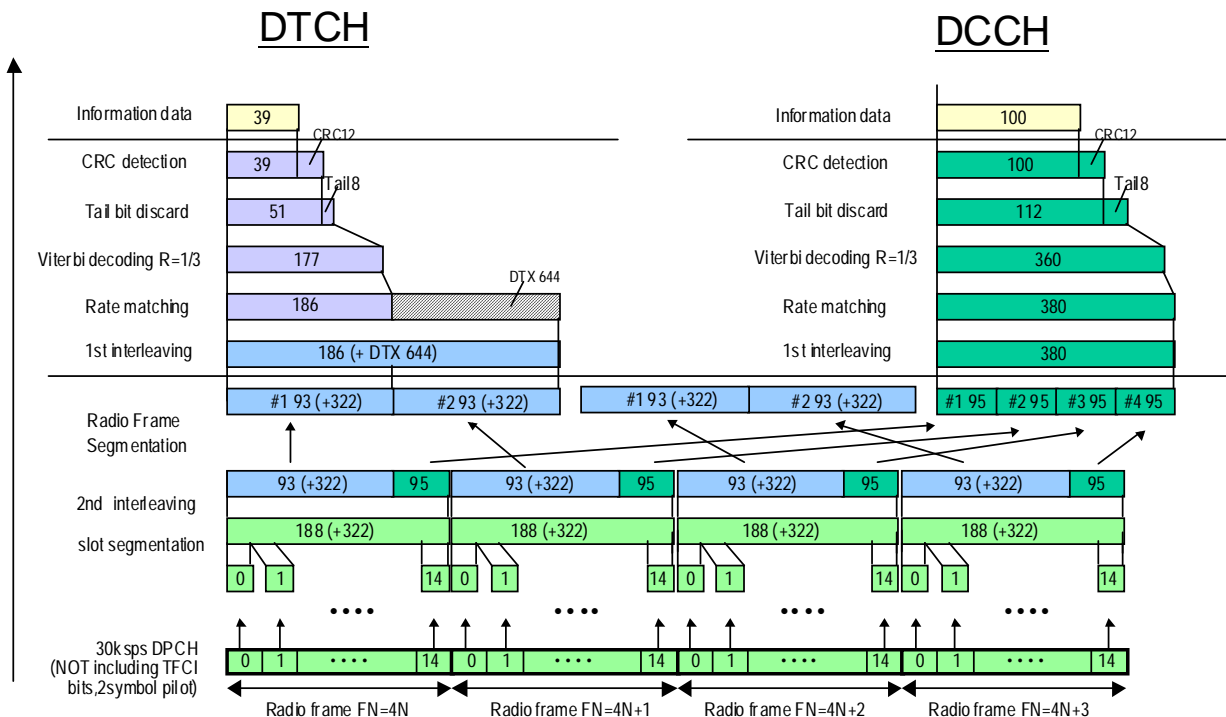 DTCH DCCH
Information data 39 Information data 100
CRC12 CRC12
CRC detection 39 CRC detection 100
Tail8 Tail8
Tail bit discard 51 Tail bit discard 112
Viterbi decoding R=1/3 177 Viterbi decoding R=1/3 360
DTX 644
Rate matching 186 Rate matching 380
1st interleaving 186 (+ DTX 644) 1st interleaving 380
#1 93 (+322) #2 93 (+322) #1 93 (+322) #2 93 (+322) #1 95 #2 95 #3 95 #4 95
Radio Frame
Segmentation
93 (+322) 95 93 (+322) 95 93 (+322) 95 93 (+322) 95
2nd interleaving
188 (+322) 188 (+322) 188 (+322) 188 (+322)
slot segmentation
0 1 14 0 1 14 0 1 14 0 1 14
•••• •••• •••• ••••
30ksps DPCH
(NOT including TFCI
bits,2symbol pilot)
0 1 •••• 14 0 1 •••• 14 0 1 •••• 14 0 1 •••• 14
Radio frame FN=4N Radio frame FN=4N+1 Radio frame FN=4N+2 Radio frame FN=4N+3